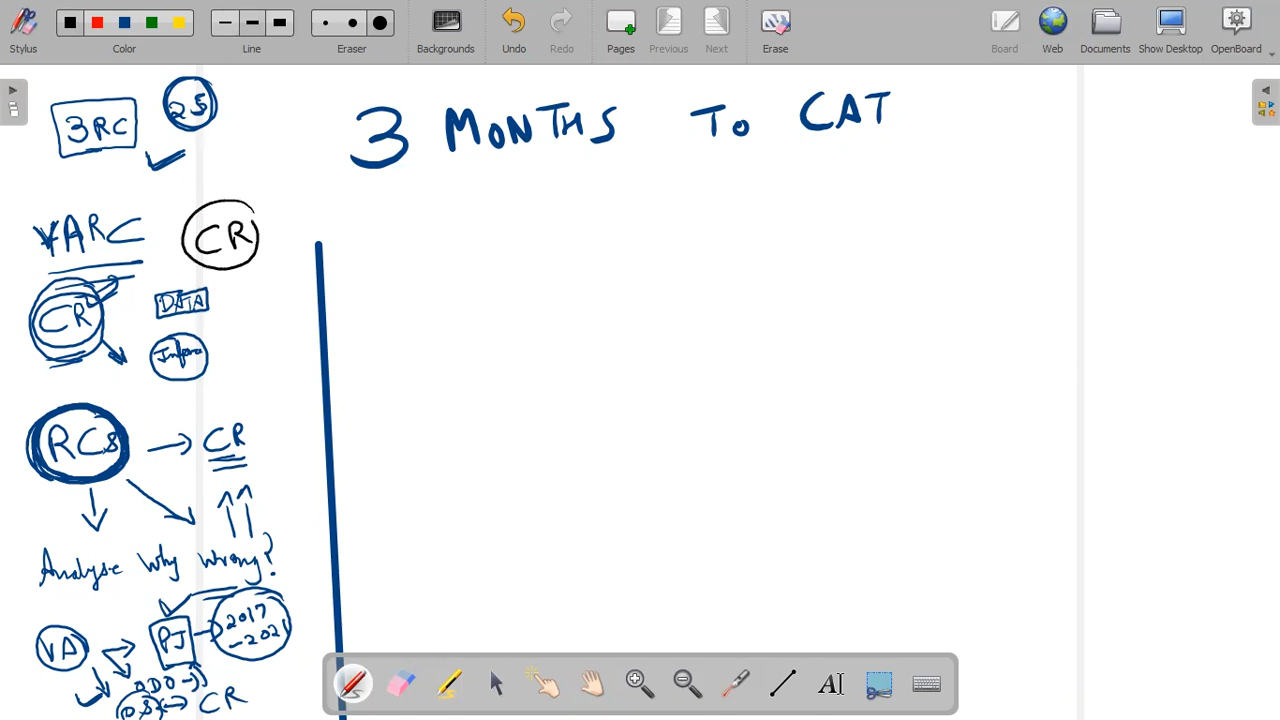 Stylus Color Line Eraser Backgrounds Undo Redo Pages Previous Next Erase Board Web Documents Show Desktop OpenBoard
3 MONTHS TO CAT
3RC 25
VARC CR
CR DATA
RCs → CR
Analyse Why Wrong?
VA PJ 2017
-2021
CR